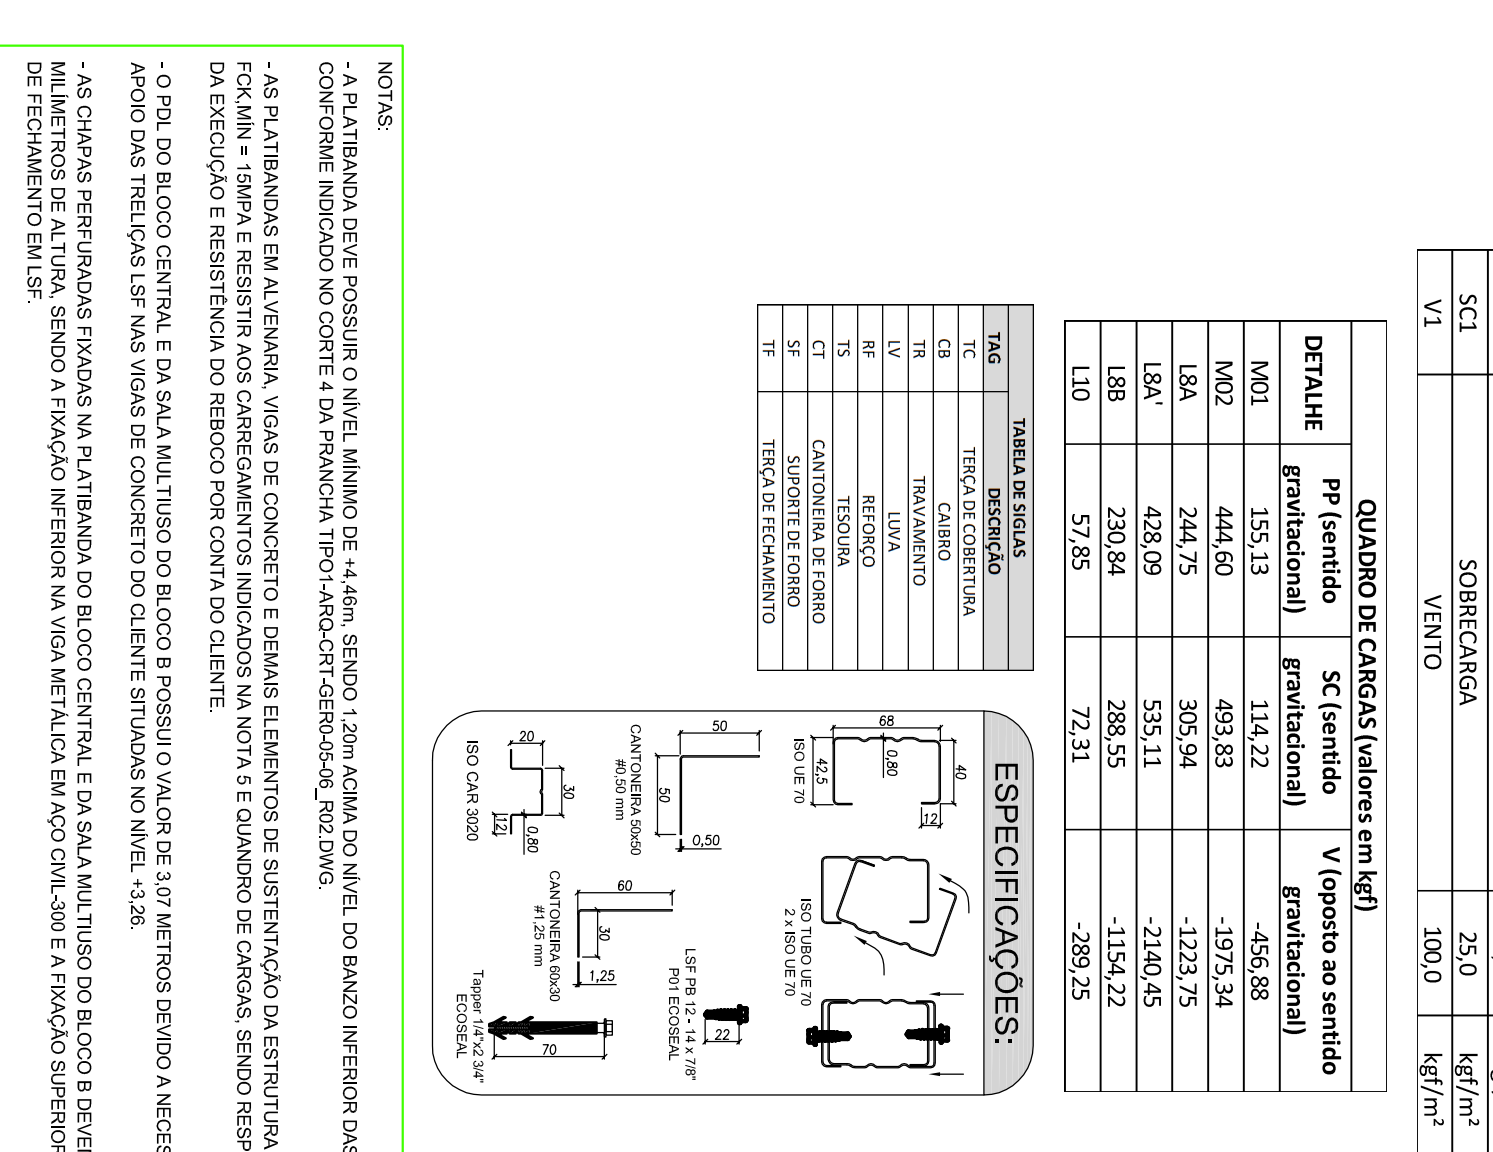 SC1 SOBRECARGA 25,0 kgf/m²
V1 VENTO 100,0 kgf/m²
QUADRO DE CARGAS (valores em kgf)
DETALHE PP (sentido gravitacional) SC (sentido gravitacional) V (oposto ao sentido gravitacional)
M01 155,13 114,22 -456,88
M02 444,60 493,83 -1975,34
L8A 244,75 305,94 -1223,75
L8A' 428,09 535,11 -2140,45
L8B 230,84 288,55 -1154,22
L10 57,85 72,31 -289,25
TABELA DE SIGLAS
TAG DESCRIÇÃO
TC TERÇA DE COBERTURA
CB CAIBRO
TR TRAVAMENTO
LV LUVA
RF REFORÇO
TS TESOURA
CT CANTONEIRA DE FORRO
SF SUPORTE DE FORRO
TF TERÇA DE FECHAMENTO
ESPECIFICAÇÕES:
40
12
68
0,80
42,5
ISO UE 70
ISO TUBO UE 70
2 x ISO UE 70
50
50
0,50
CANTONEIRA 50x50
#0,50 mm
22
LSF PB 12 - 14 x 7/8"
P01 ECOSEAL
60
30
1,25
CANTONEIRA 60x30
#1,25 mm
30
20
0,80
12
ISO CAR 3020
70
Tapper 1/4"x2 3/4"
ECOSEAL
NOTAS:
- A PLATIBANDA DEVE POSSUIR O NÍVEL MÍNIMO DE +4,46m, SENDO 1,20m ACIMA DO NÍVEL DO BANZO INFERIOR DAS
CONFORME INDICADO NO CORTE 4 DA PRANCHA TIPO1-ARQ-CRT-GER0-05-06_R02.DWG.
- AS PLATIBANDAS EM ALVENARIA, VIGAS DE CONCRETO E DEMAIS ELEMENTOS DE SUSTENTAÇÃO DA ESTRUTURA
FCK,MÍN = 15MPA E RESISTIR AOS CARREGAMENTOS INDICADOS NA NOTA 5 E QUANDRO DE CARGAS, SENDO RESP
DA EXECUÇÃO E RESISTÊNCIA DO REBOCO POR CONTA DO CLIENTE.
- O PDL DO BLOCO CENTRAL E DA SALA MULTIUSO DO BLOCO B POSSUI O VALOR DE 3,07 METROS DEVIDO A NECES
APOIO DAS TRELIÇAS LSF NAS VIGAS DE CONCRETO DO CLIENTE SITUADAS NO NÍVEL +3,26.
- AS CHAPAS PERFURADAS FIXADAS NA PLATIBANDA DO BLOCO CENTRAL E DA SALA MULTIUSO DO BLOCO B DEVE
MILÍMETROS DE ALTURA, SENDO A FIXAÇÃO INFERIOR NA VIGA METÁLICA EM AÇO CIVIL-300 E A FIXAÇÃO SUPERIOR
DE FECHAMENTO EM LSF.